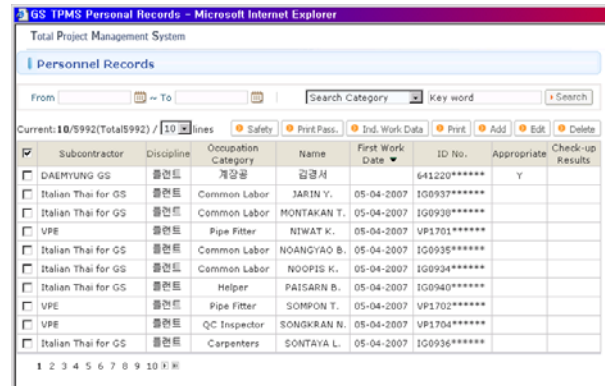 GS TPMS Personal Records - Microsoft Internet Explorer
Total Project Management System
Personnel Records
From ~ To Search Category Key word Search
Current:10/5992(Total5992) / 10 lines Safety Print Pass. Ind. Work Data Print Add Edit Delete
Subcontractor Discipline Occupation Category Name First Work Date ▼ ID No. Appropriate Check-up Results
DAEMYUNG GS 플랜트 계장공 김결서 641220****** Y
Italian Thai for GS 플랜트 Common Labor JARIN Y. 05-04-2007 IG0937******
Italian Thai for GS 플랜트 Common Labor MONTAKAN T. 05-04-2007 IG0938******
VPE 플랜트 Pipe Fitter NIWAT K. 05-04-2007 VP1701******
Italian Thai for GS 플랜트 Common Labor NOANGYAO B. 05-04-2007 IG0935******
Italian Thai for GS 플랜트 Common Labor NOOPIS K. 05-04-2007 IG0934******
Italian Thai for GS 플랜트 Helper PAISARN B. 05-04-2007 IG0940******
VPE 플랜트 Pipe Fitter SOMPON T. 05-04-2007 VP1702******
VPE 플랜트 QC Inspector SONGKRAN N. 05-04-2007 VP1704******
Italian Thai for GS 플랜트 Carpenters SONTAYA L. 05-04-2007 IG0936******
1 2 3 4 5 6 7 8 9 10